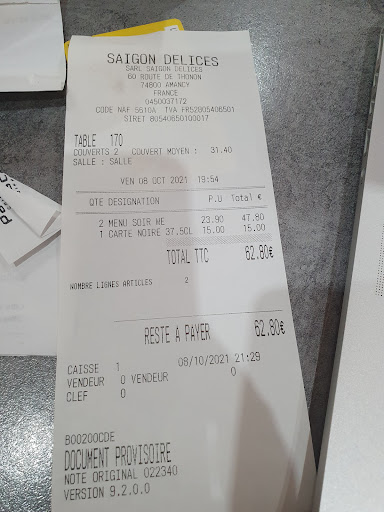 SAIGON DELICES
SARL SAIGON DELICES
60 ROUTE DE THONON
74800 AMANCY
FRANCE
0450037172
CODE NAF 5610A TVA FR52805406501
SIRET 80540650100017
TABLE 170
COUVERTS 2 COUVERT MOYEN : 31.40
SALLE : SALLE
VEN 08 OCT 2021 19:54
QTE DESIGNATION P.U Total €
2 MENU SOIR WE 23.90 47.80
1 CARTE NOIRE 37.5CL 15.00 15.00
TOTAL TTC 62.80€
NOMBRE LIGNES ARTICLES 2
RESTE A PAYER 62.80€
CAISSE 1 08/10/2021 21:29
VENDEUR 0 VENDEUR 0
CLEF 0
B00200CDE
DOCUMENT PROVISOIRE
NOTE ORIGINAL 022340
VERSION 9.2.0.0